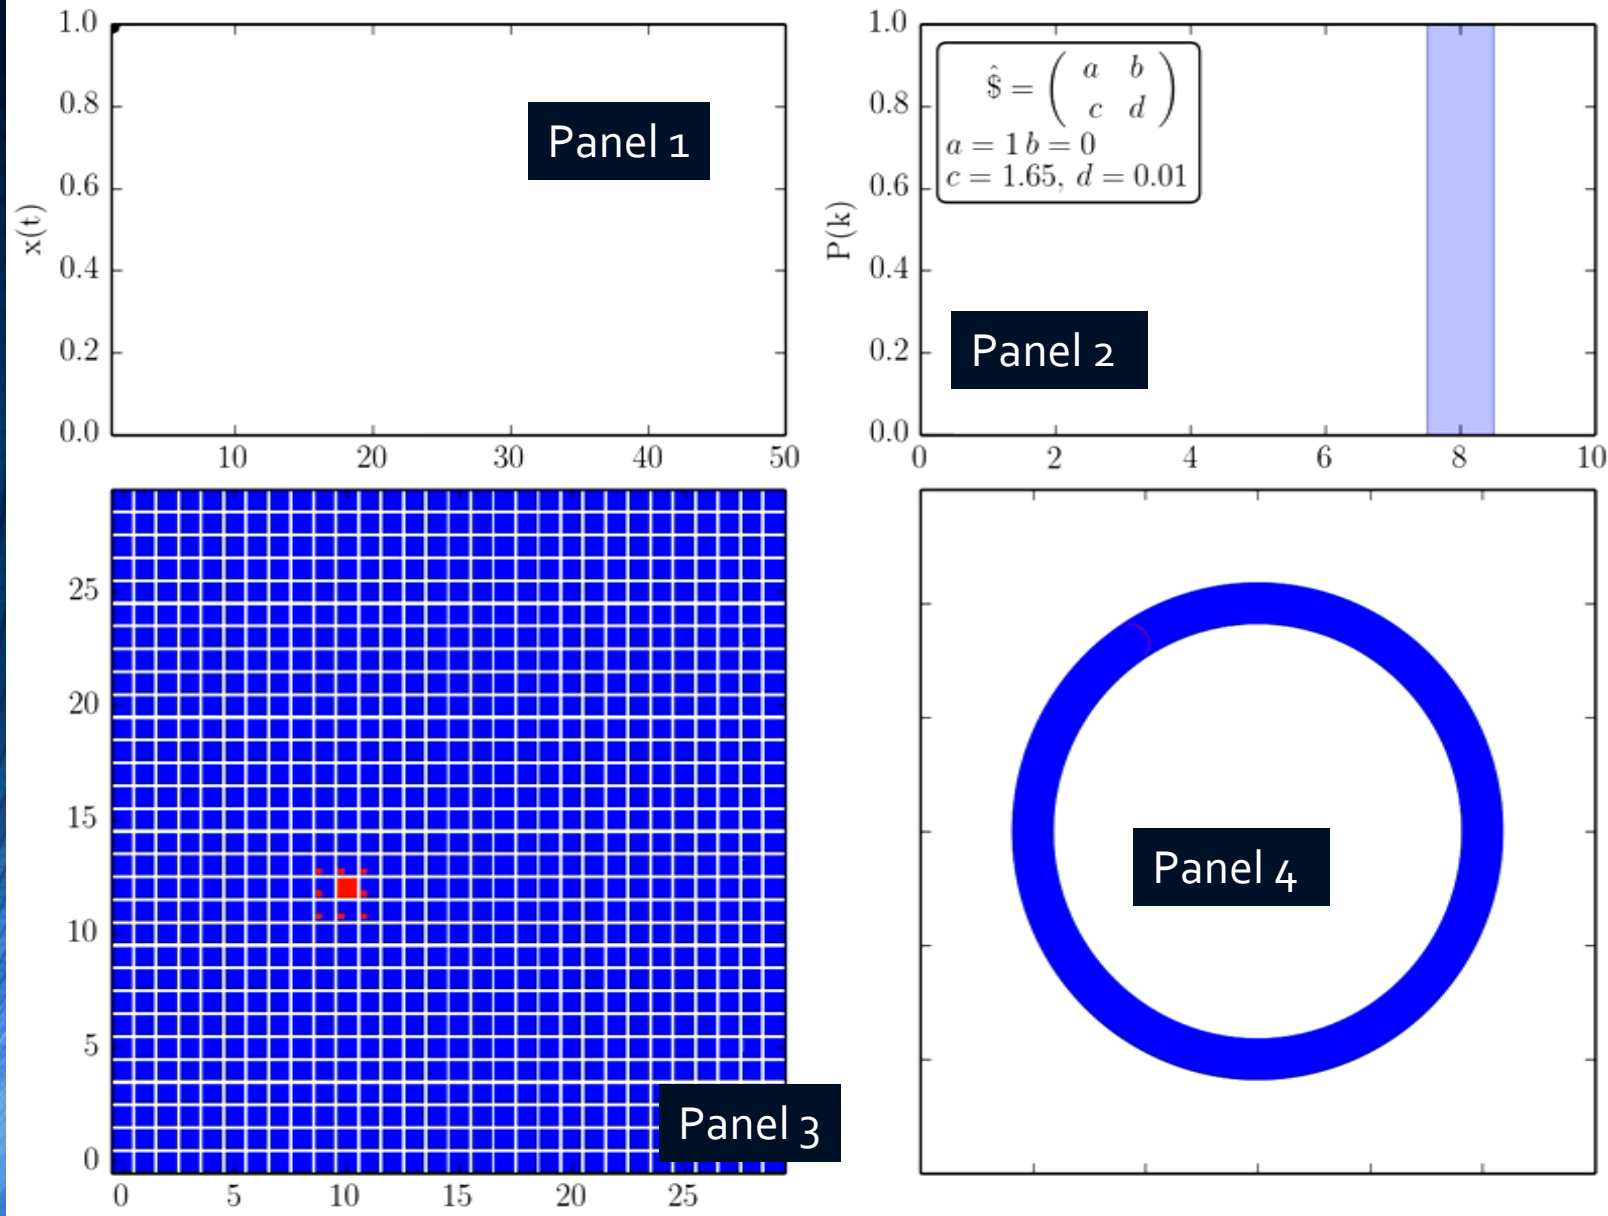 1.0
0.8
0.6
0.4
0.2
0.0
x(t)
10 20 30 40 50
Panel 1
1.0
0.8
0.6
0.4
0.2
0.0
P(k)
0 2 4 6 8 10
$̂ = ( a b
c d )
a = 1 b = 0
c = 1.65, d = 0.01
Panel 2
25
20
15
10
5
0
0 5 10 15 20 25
Panel 3
Panel 4